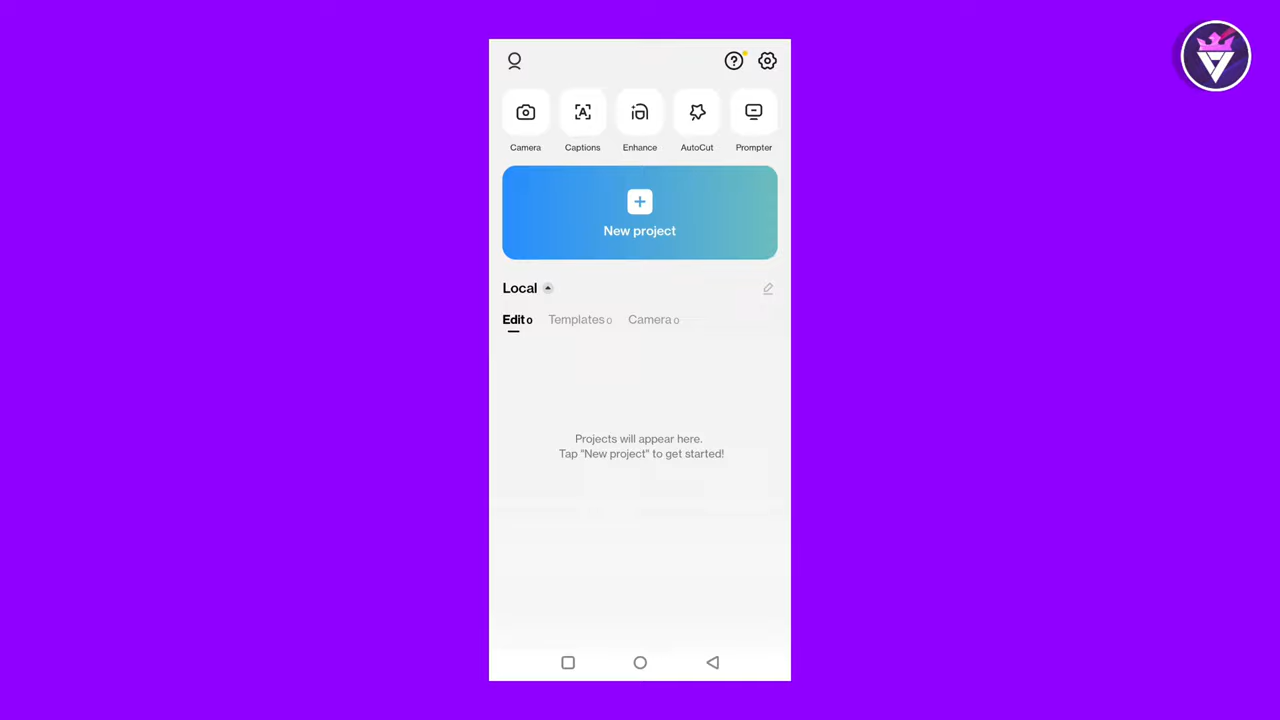 Camera Captions Enhance AutoCut Prompter
New project
Local
Edit 0 Templates 0 Camera 0
Projects will appear here.
Tap "New project" to get started!